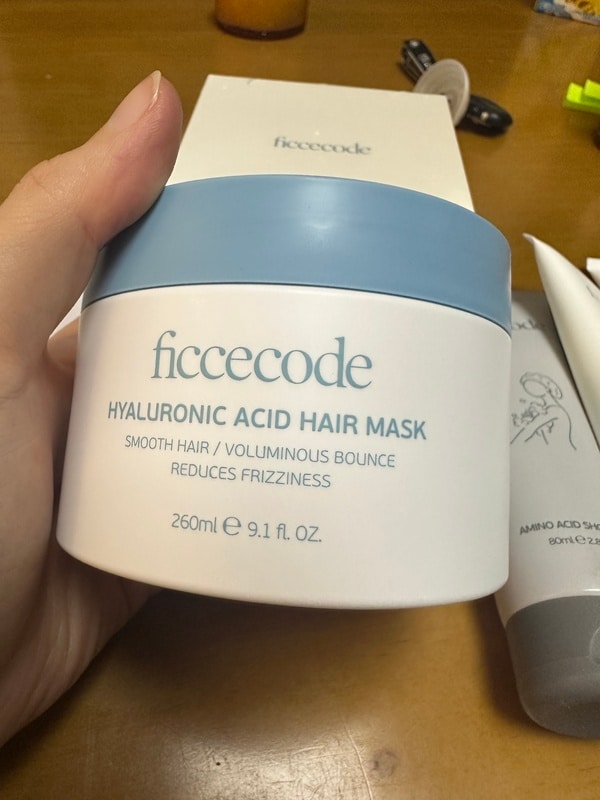 ficcecode
ficcecode
HYALURONIC ACID HAIR MASK
SMOOTH HAIR / VOLUMINOUS BOUNCE
REDUCES FRIZZINESS
260ml ℮ 9.1 fl. OZ.
AMINO ACID
80ml ℮